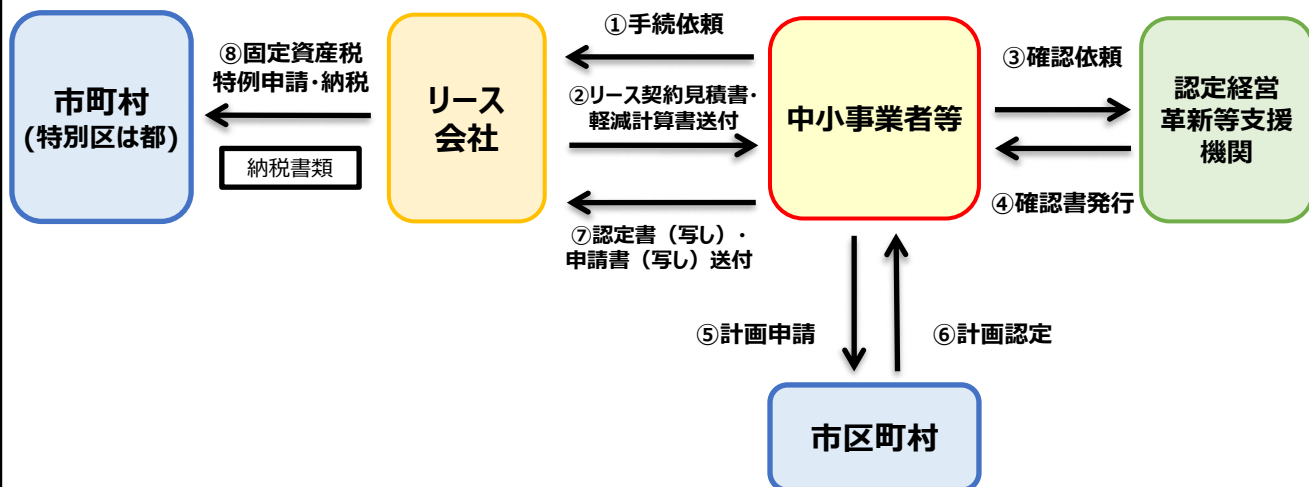 市町村
(特別区は都)
⑧固定資産税
特例申請・納税
納税書類
リース
会社
①手続依頼
②リース契約見積書・
軽減計算書送付
⑦認定書（写し）・
申請書（写し）送付
中小事業者等
③確認依頼
④確認書発行
認定経営
革新等支援
機関
⑤計画申請
⑥計画認定
市区町村